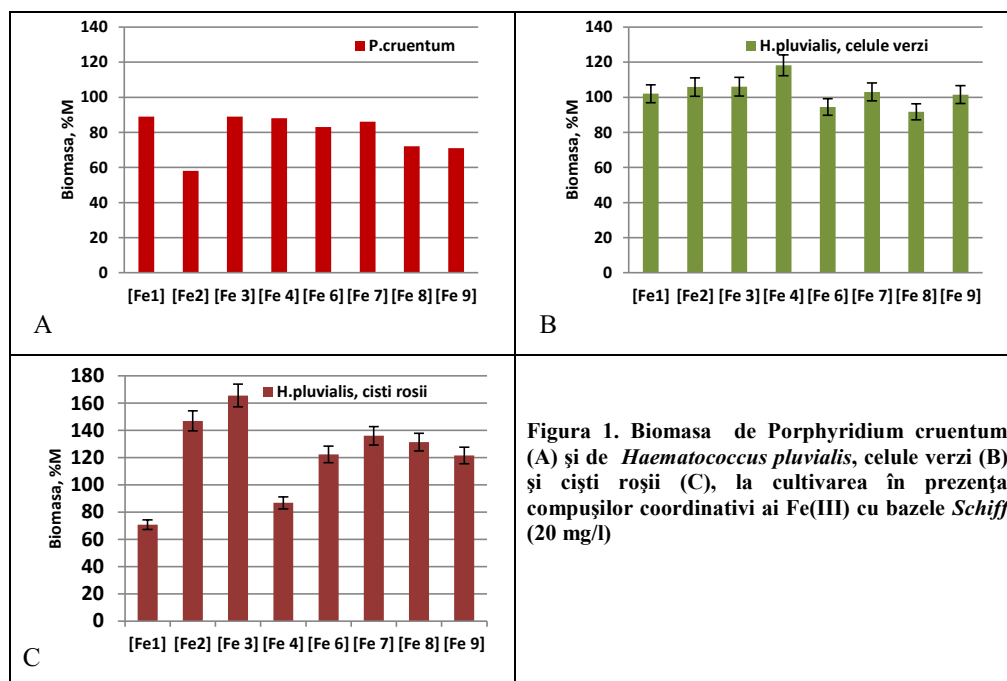 140
120
100
80
60
40
20
0
Biomasa, %M
P.cruentum
[Fe1] [Fe2] [Fe 3] [Fe 4] [Fe 6] [Fe 7] [Fe 8] [Fe 9]
A
140
120
100
80
60
40
20
0
Biomasa, %M
H.pluvialis, celule verzi
[Fe1] [Fe2] [Fe 3] [Fe 4] [Fe 6] [Fe 7] [Fe 8] [Fe 9]
B
180
160
140
120
100
80
60
40
20
0
Biomasa, %M
H.pluvialis, cisti rosii
[Fe1] [Fe2] [Fe 3] [Fe 4] [Fe 6] [Fe 7] [Fe 8] [Fe 9]
C
Figura 1. Biomasa de Porphyridium cruentum
(A) şi de Haematococcus pluvialis, celule verzi (B)
şi cişti roşii (C), la cultivarea în prezenţa
compuşilor coordinativi ai Fe(III) cu bazele Schiff
(20 mg/l)